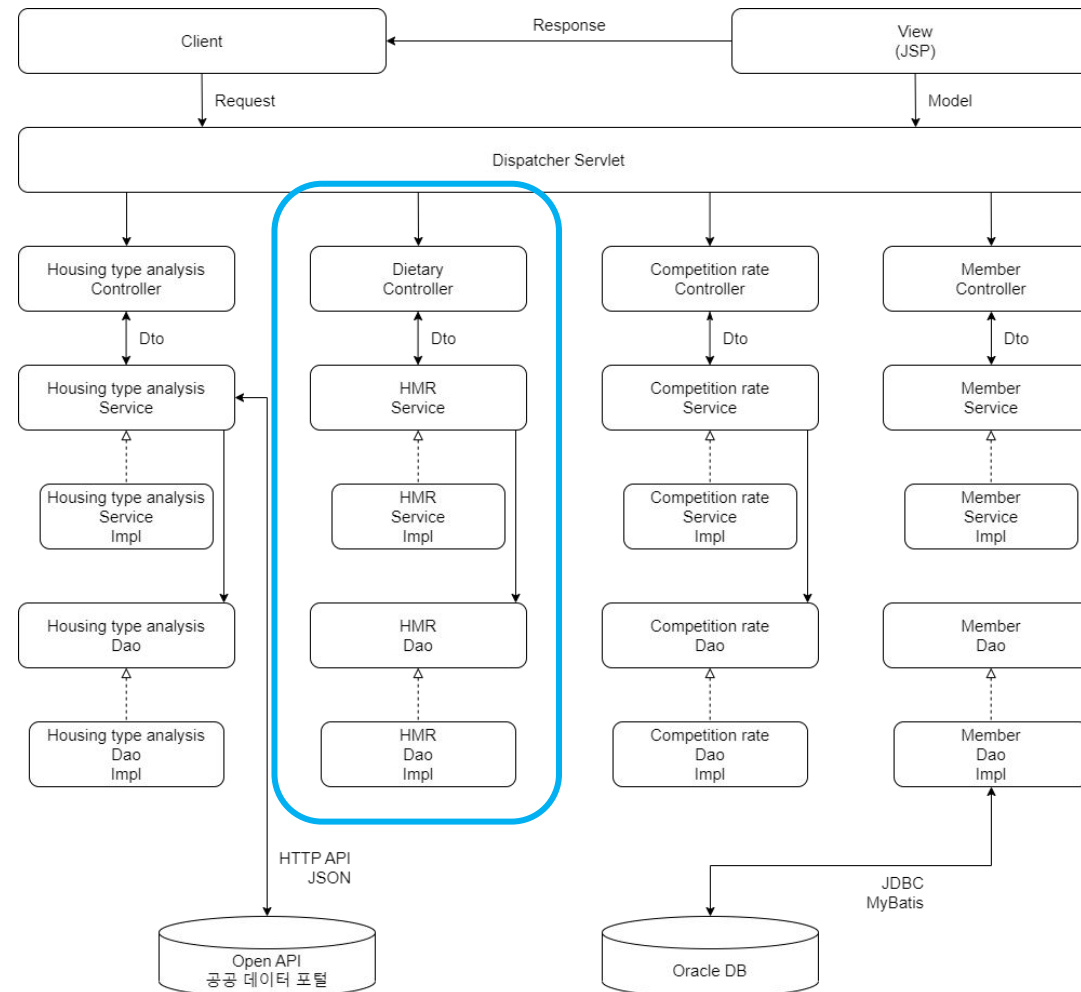 Client
Response
View
(JSP)
Request
Model
Dispatcher Servlet
Housing type analysis
Controller
Dietary
Controller
Competition rate
Controller
Member
Controller
Dto
Dto
Dto
Dto
Housing type analysis
Service
HMR
Service
Competition rate
Service
Member
Service
Housing type analysis
Service
Impl
HMR
Service
Impl
Competition rate
Service
Impl
Member
Service
Impl
Housing type analysis
Dao
HMR
Dao
Competition rate
Dao
Member
Dao
Housing type analysis
Dao
Impl
HMR
Dao
Impl
Competition rate
Dao
Impl
Member
Dao
Impl
HTTP API
JSON
JDBC
MyBatis
Open API
공공 데이터 포털
Oracle DB